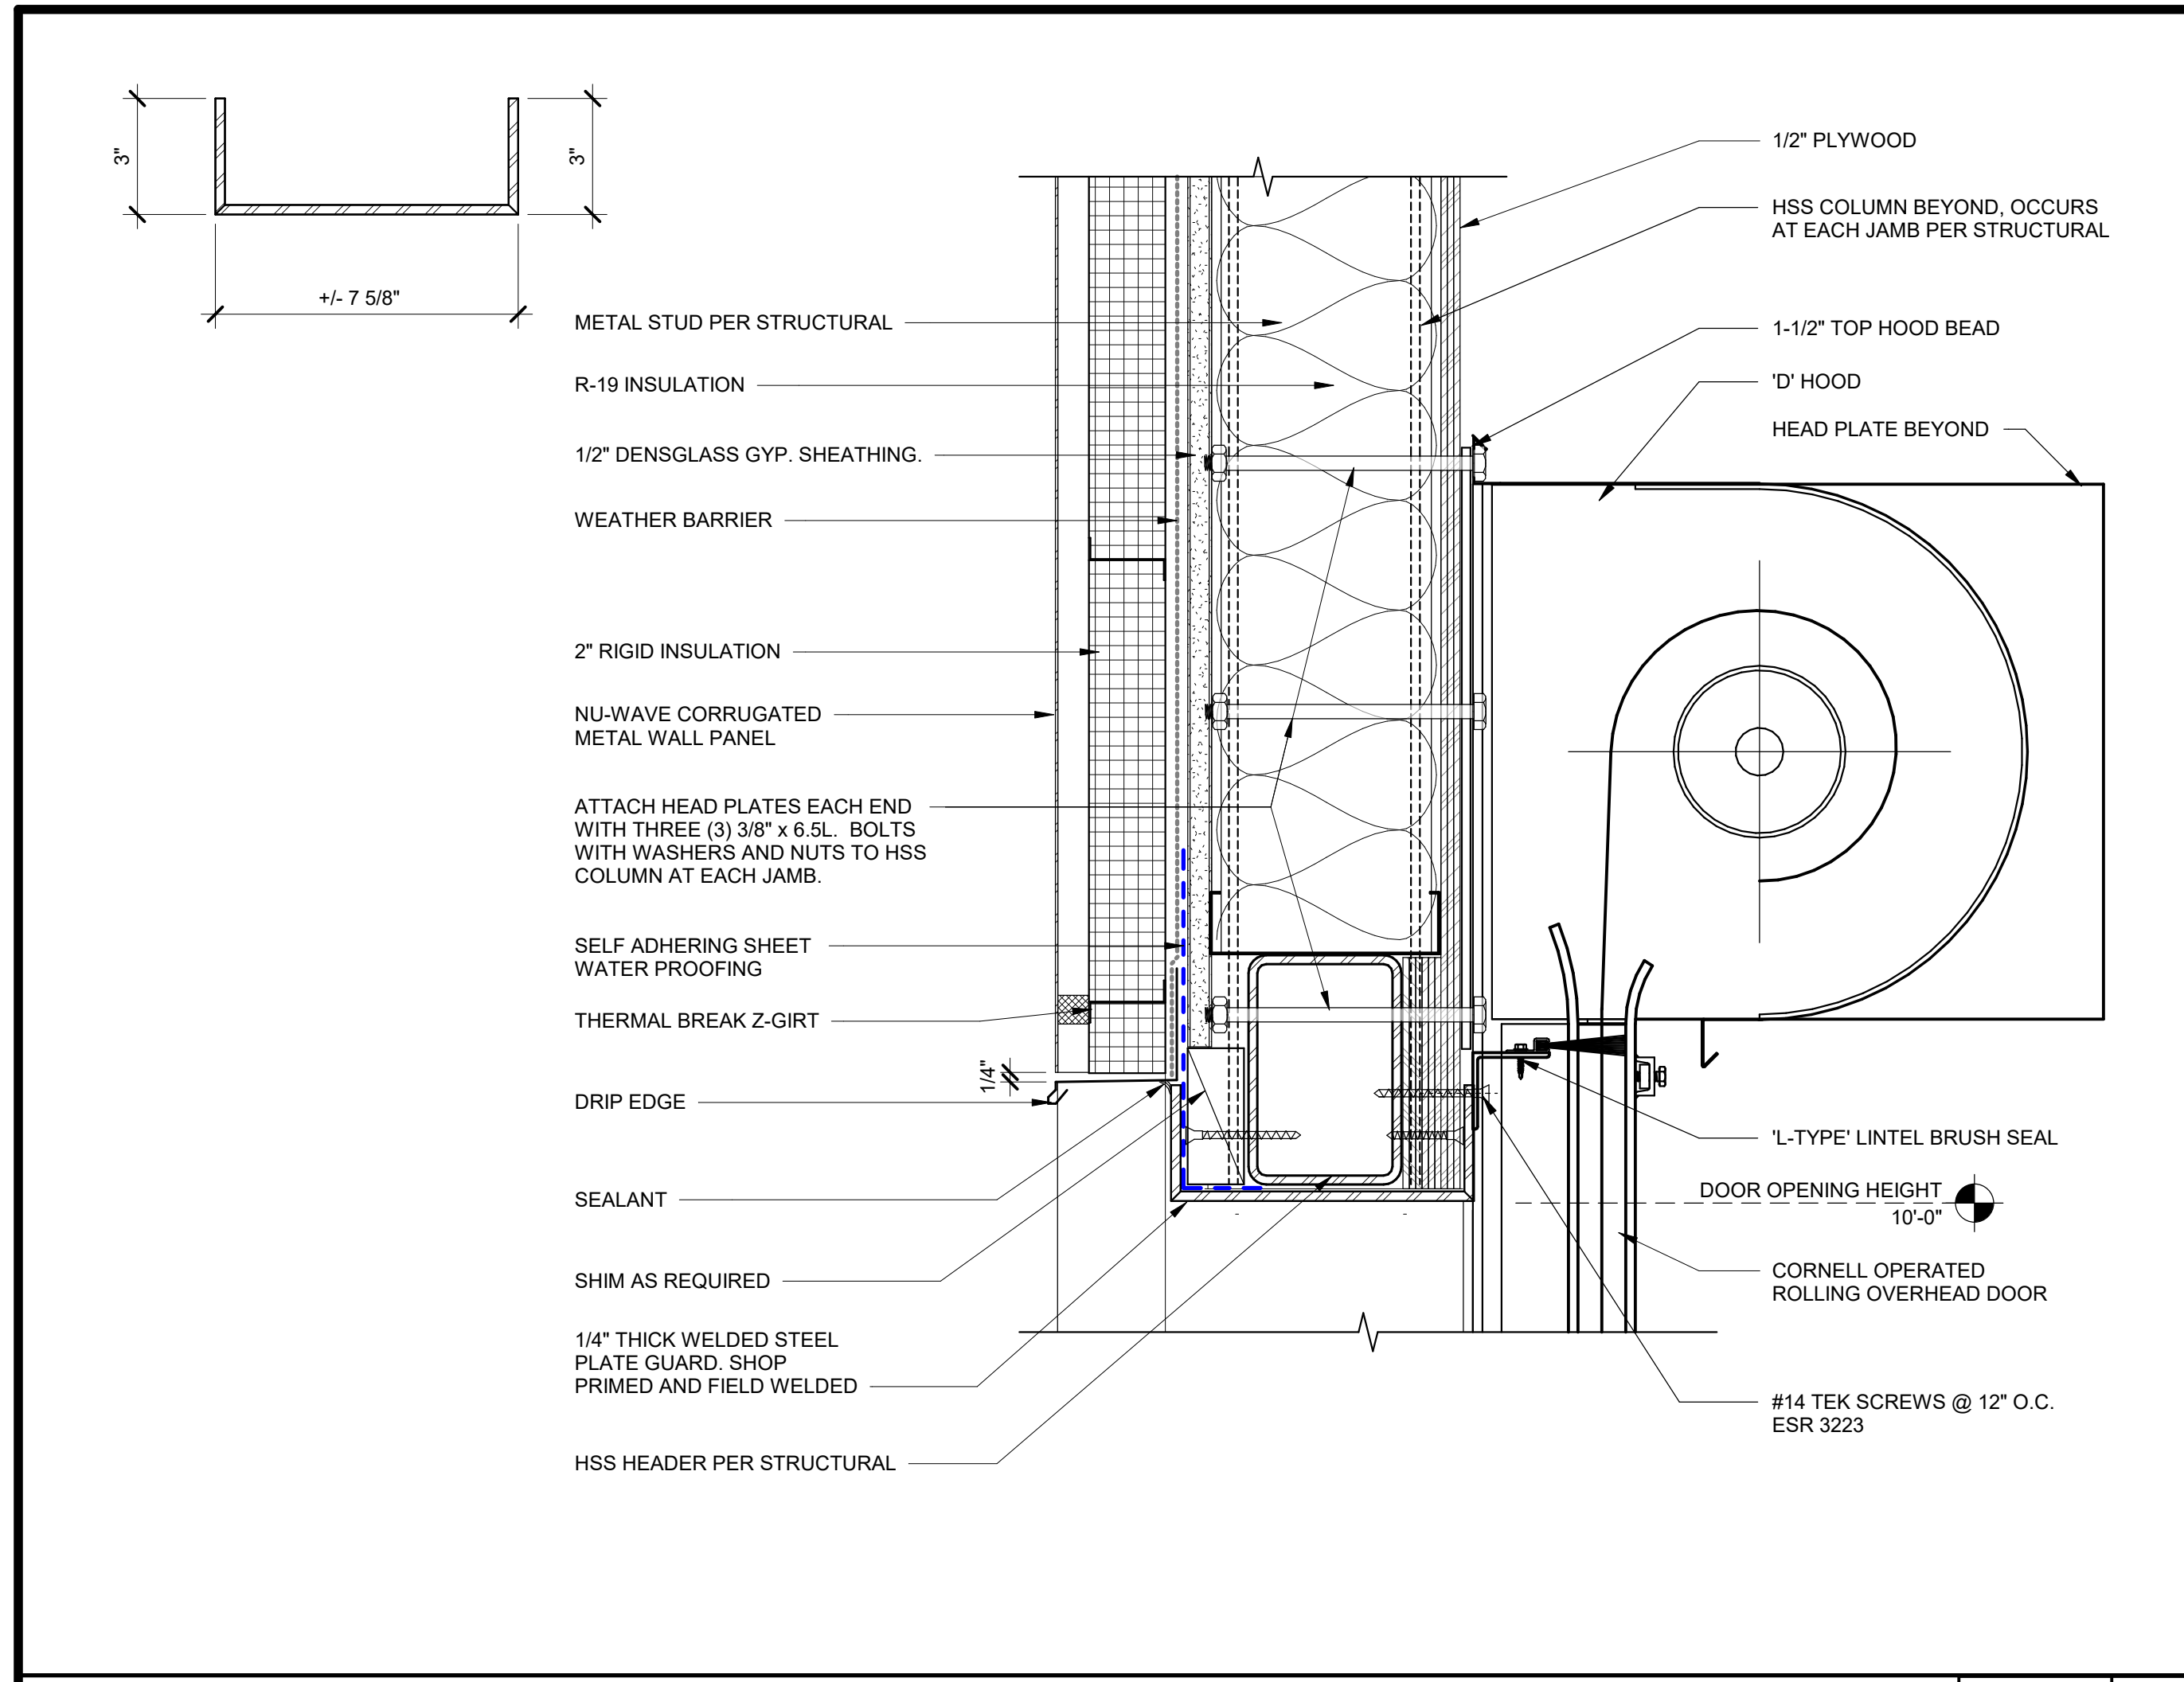 3"
3"
+/- 7 5/8"
METAL STUD PER STRUCTURAL
R-19 INSULATION
1/2" DENSGLASS GYP. SHEATHING.
WEATHER BARRIER
2" RIGID INSULATION
NU-WAVE CORRUGATED
METAL WALL PANEL
ATTACH HEAD PLATES EACH END
WITH THREE (3) 3/8" x 6.5L. BOLTS
WITH WASHERS AND NUTS TO HSS
COLUMN AT EACH JAMB.
SELF ADHERING SHEET
WATER PROOFING
THERMAL BREAK Z-GIRT
1/4"
DRIP EDGE
SEALANT
SHIM AS REQUIRED
1/4" THICK WELDED STEEL
PLATE GUARD. SHOP
PRIMED AND FIELD WELDED
HSS HEADER PER STRUCTURAL
1/2" PLYWOOD
HSS COLUMN BEYOND, OCCURS
AT EACH JAMB PER STRUCTURAL
1-1/2" TOP HOOD BEAD
'D' HOOD
HEAD PLATE BEYOND
'L-TYPE' LINTEL BRUSH SEAL
DOOR OPENING HEIGHT
10'-0"
CORNELL OPERATED
ROLLING OVERHEAD DOOR
#14 TEK SCREWS @ 12" O.C.
ESR 3223